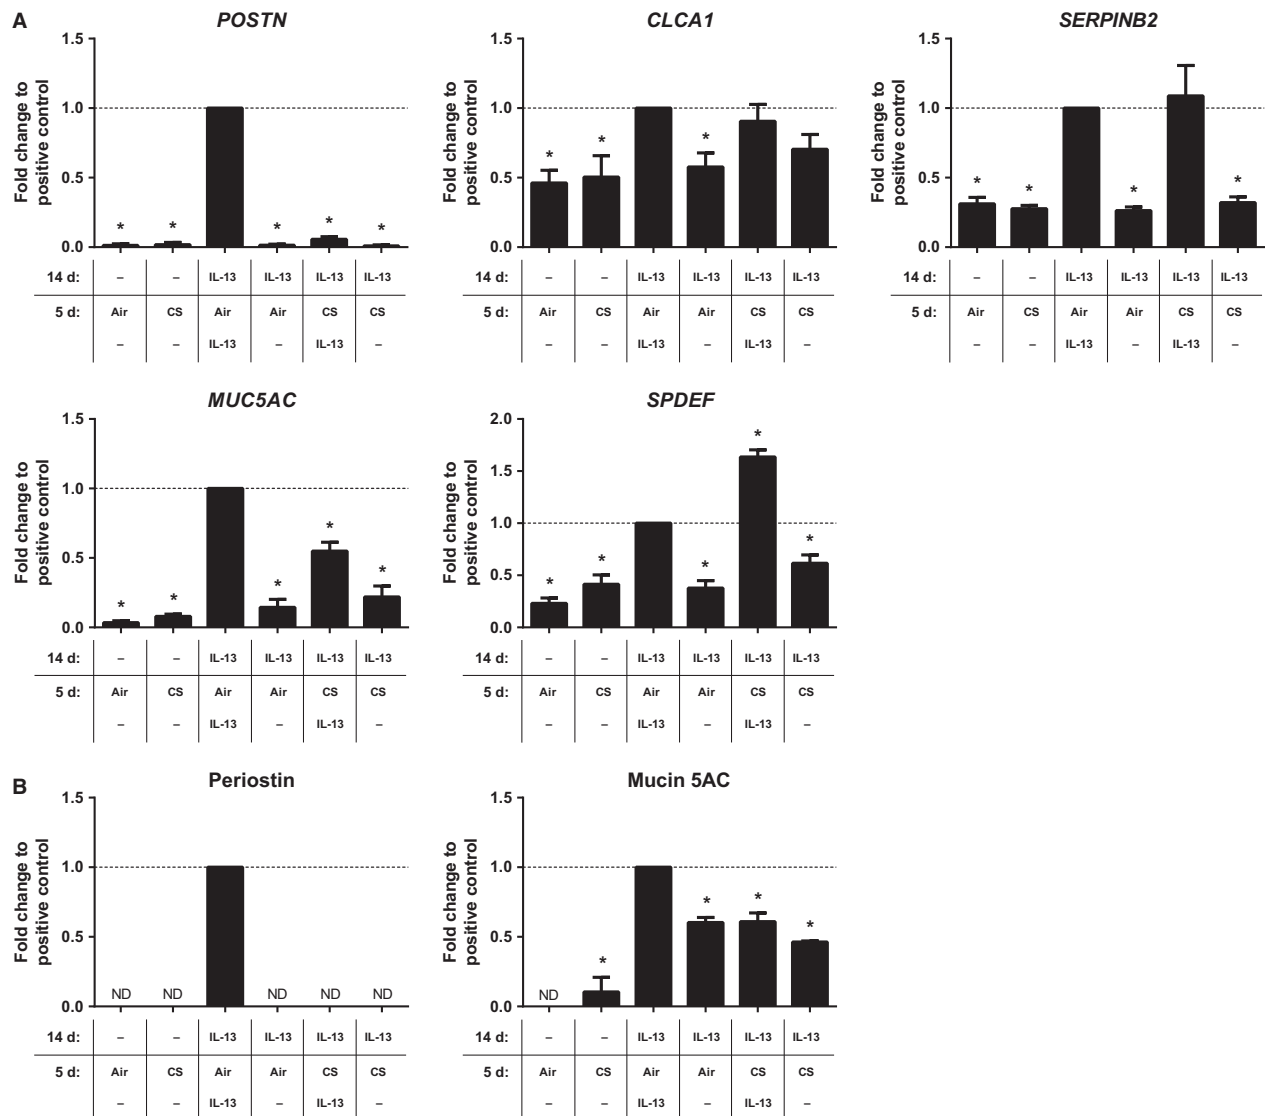 A
POSTN
CLCA1
SERPINB2
Fold change to
positive control
1.5
1.0
0.5
0.0
* * * * *
14 d: – – IL-13 IL-13 IL-13 IL-13
5 d: Air CS Air Air CS CS
– – IL-13 – IL-13 –
Fold change to
positive control
1.5
1.0
0.5
0.0
* * *
14 d: – – IL-13 IL-13 IL-13 IL-13
5 d: Air CS Air Air CS CS
– – IL-13 – IL-13 –
Fold change to
positive control
1.5
1.0
0.5
0.0
* * * *
14 d: – – IL-13 IL-13 IL-13 IL-13
5 d: Air CS Air Air CS CS
– – IL-13 – IL-13 –
MUC5AC
SPDEF
Fold change to
positive control
1.5
1.0
0.5
0.0
* * * * *
14 d: – – IL-13 IL-13 IL-13 IL-13
5 d: Air CS Air Air CS CS
– – IL-13 – IL-13 –
Fold change to
positive control
2.0
1.5
1.0
0.5
0.0
* * * * *
14 d: – – IL-13 IL-13 IL-13 IL-13
5 d: Air CS Air Air CS CS
– – IL-13 – IL-13 –
B
Periostin
Mucin 5AC
Fold change to
positive control
1.5
1.0
0.5
0.0
ND ND ND ND ND
14 d: – – IL-13 IL-13 IL-13 IL-13
5 d: Air CS Air Air CS CS
– – IL-13 – IL-13 –
Fold change to
positive control
1.5
1.0
0.5
0.0
ND * * * *
14 d: – – IL-13 IL-13 IL-13 IL-13
5 d: Air CS Air Air CS CS
– – IL-13 – IL-13 –